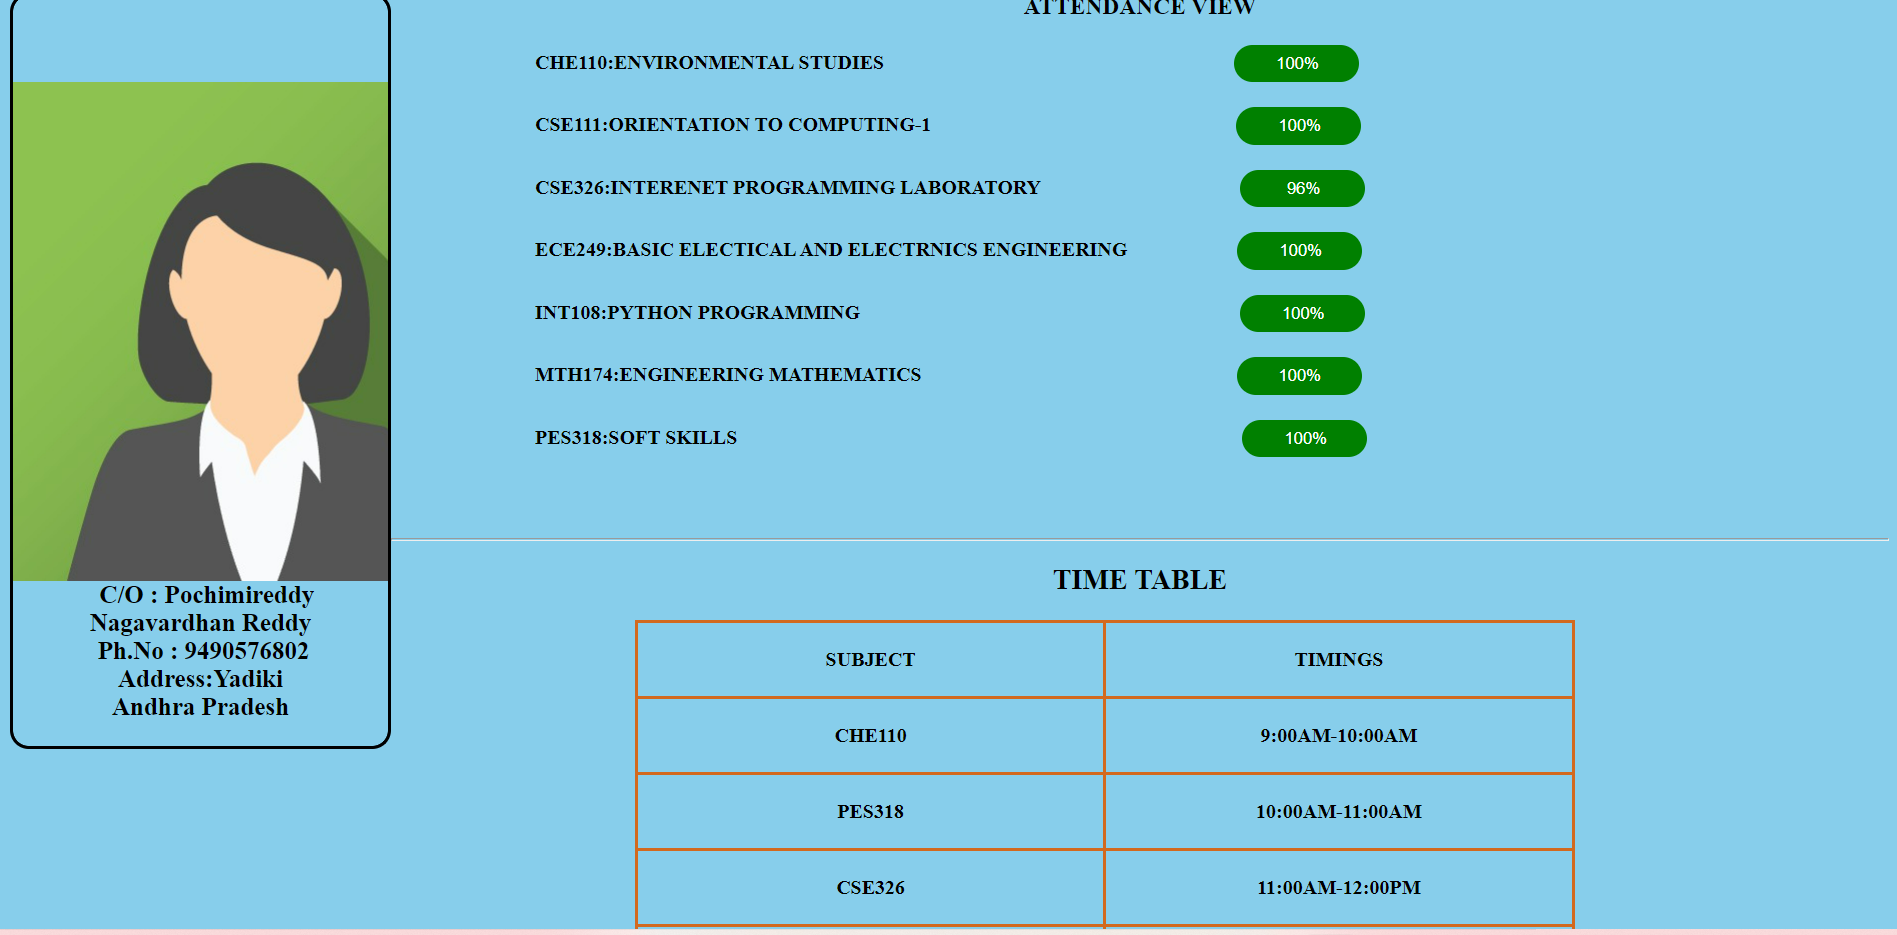 ATTENDANCE VIEW
CHE110:ENVIRONMENTAL STUDIES 100%
CSE111:ORIENTATION TO COMPUTING-1 100%
CSE326:INTERENET PROGRAMMING LABORATORY 96%
ECE249:BASIC ELECTICAL AND ELECTRNICS ENGINEERING 100%
INT108:PYTHON PROGRAMMING 100%
MTH174:ENGINEERING MATHEMATICS 100%
PES318:SOFT SKILLS 100%
C/O : Pochimireddy
Nagavardhan Reddy
Ph.No : 9490576802
Address:Yadiki
Andhra Pradesh
TIME TABLE
SUBJECT TIMINGS
CHE110 9:00AM-10:00AM
PES318 10:00AM-11:00AM
CSE326 11:00AM-12:00PM